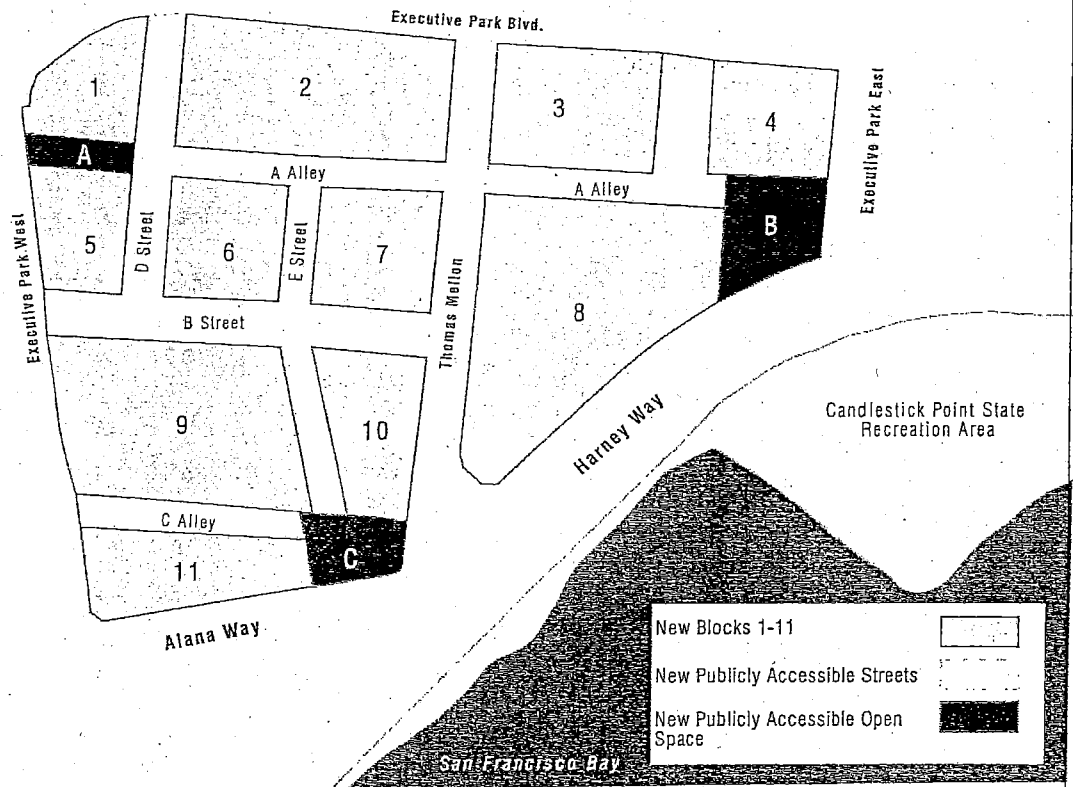 Executive Park Blvd.
1
2
3
4
A
A Alley
A Alley
Executive Park East
5
D Street
6
E Street
7
B
8
Executive Park West
B Street
Thomas Mellon
9
10
Harney Way
Candlestick Point State
Recreation Area
C Alley
11
C
Alana Way
New Blocks 1-11
New Publicly Accessible Streets
New Publicly Accessible Open
Space
San Francisco Bay